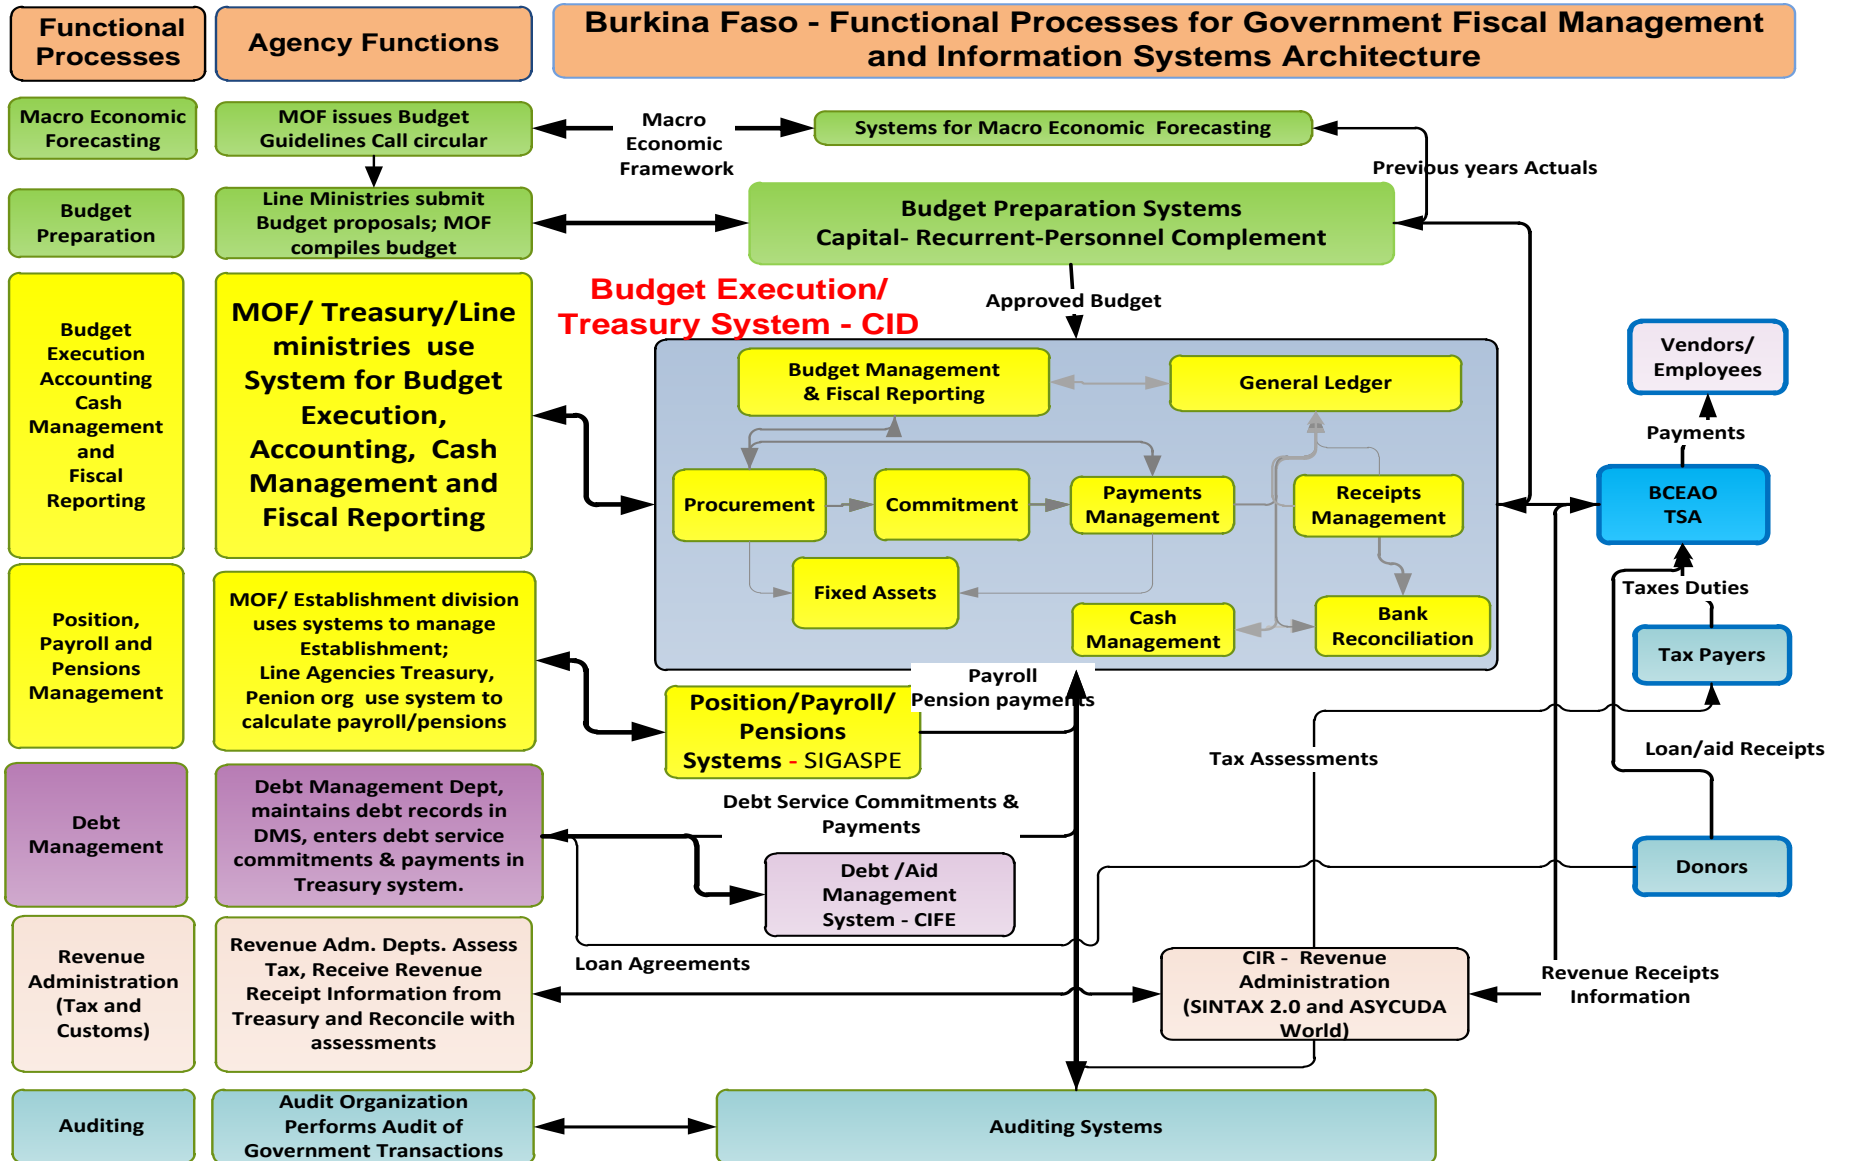 Functional
Processes
Agency Functions
Burkina Faso - Functional Processes for Government Fiscal Management
and Information Systems Architecture
Macro Economic
Forecasting
MOF issues Budget
Guidelines Call circular
Macro
Economic
Framework
Systems for Macro Economic  Forecasting
Previous years Actuals
Budget
Preparation
Line Ministries submit
Budget proposals; MOF
compiles budget
Budget Preparation Systems
Capital- Recurrent-Personnel Complement
Budget
Execution
Accounting
Cash
Management
and
Fiscal
Reporting
MOF/ Treasury/Line
ministries  use
System for Budget
Execution,
Accounting,  Cash
Management and
Fiscal Reporting
Budget Execution/
Treasury System - CID
Approved Budget
Budget Management
& Fiscal Reporting
General Ledger
Procurement
Commitment
Payments
Management
Receipts
Management
Fixed Assets
Cash
Management
Bank
Reconciliation
Vendors/
Employees
Payments
BCEAO
TSA
Taxes Duties
Tax Payers
Loan/aid Receipts
Donors
Position,
Payroll and
Pensions
Management
MOF/ Establishment division
uses systems to manage
Establishment;
Line Agencies Treasury,
Penion org  use system to
calculate payroll/pensions
Position/Payroll/
Pensions
Systems - SIGASPE
Payroll
Pension payments
Tax Assessments
Debt
Management
Debt Management Dept,
maintains debt records in
DMS, enters debt service
commitments & payments in
Treasury system.
Debt Service Commitments &
Payments
Debt /Aid
Management
System - CIFE
Loan Agreements
Revenue
Administration
(Tax and
Customs)
Revenue Adm. Depts. Assess
Tax, Receive Revenue
Receipt Information from
Treasury and Reconcile with
assessments
CIR -  Revenue
Administration
(SINTAX 2.0 and ASYCUDA
World)
Revenue Receipts
Information
Auditing
Audit Organization
Performs Audit of
Government Transactions
Auditing Systems